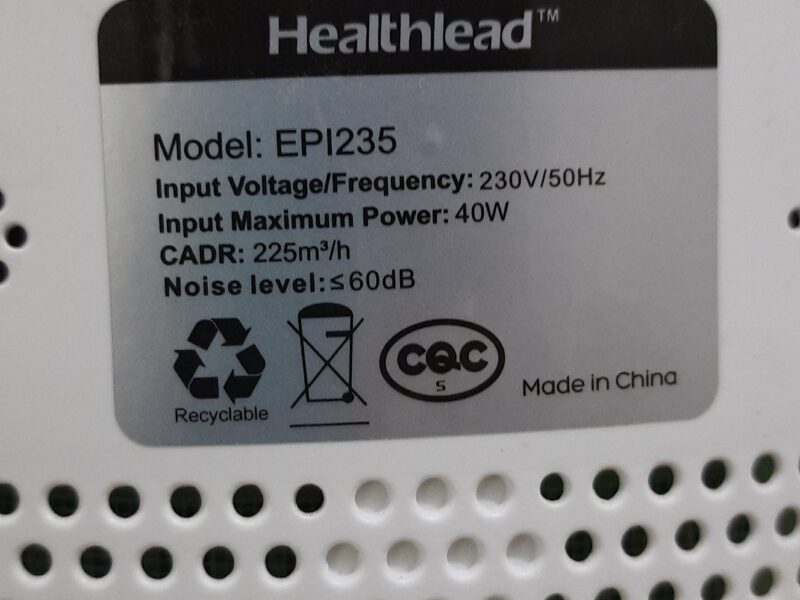 Healthlead™
Model: EPI235
Input Voltage/Frequency: 230V/50Hz
Input Maximum Power: 40W
CADR: 225m³/h
Noise level:≤60dB
Recyclable
CQC
S
Made in China